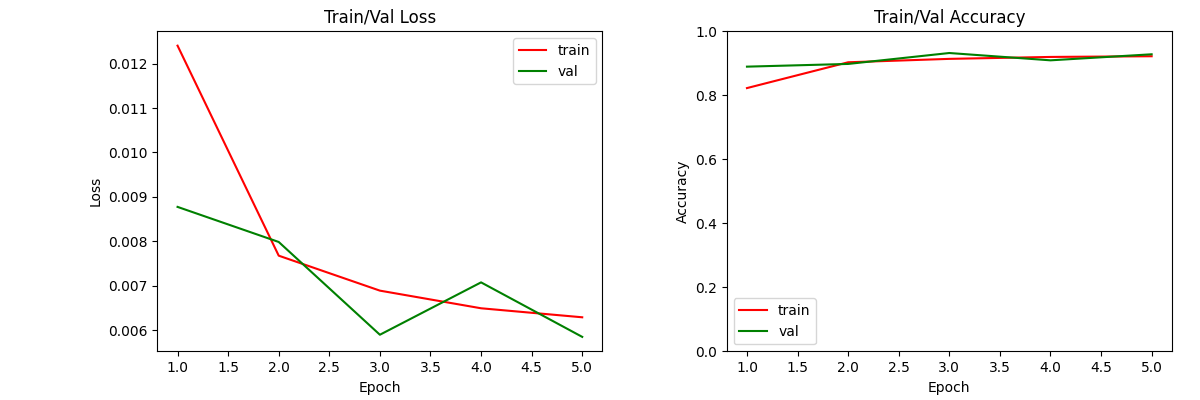 Train/Val Loss
train
val
0.012
0.011
0.010
0.009
0.008
0.007
0.006
Loss
1.0 1.5 2.0 2.5 3.0 3.5 4.0 4.5 5.0
Epoch
Train/Val Accuracy
1.0
0.8
0.6
0.4
0.2
0.0
Accuracy
train
val
1.0 1.5 2.0 2.5 3.0 3.5 4.0 4.5 5.0
Epoch